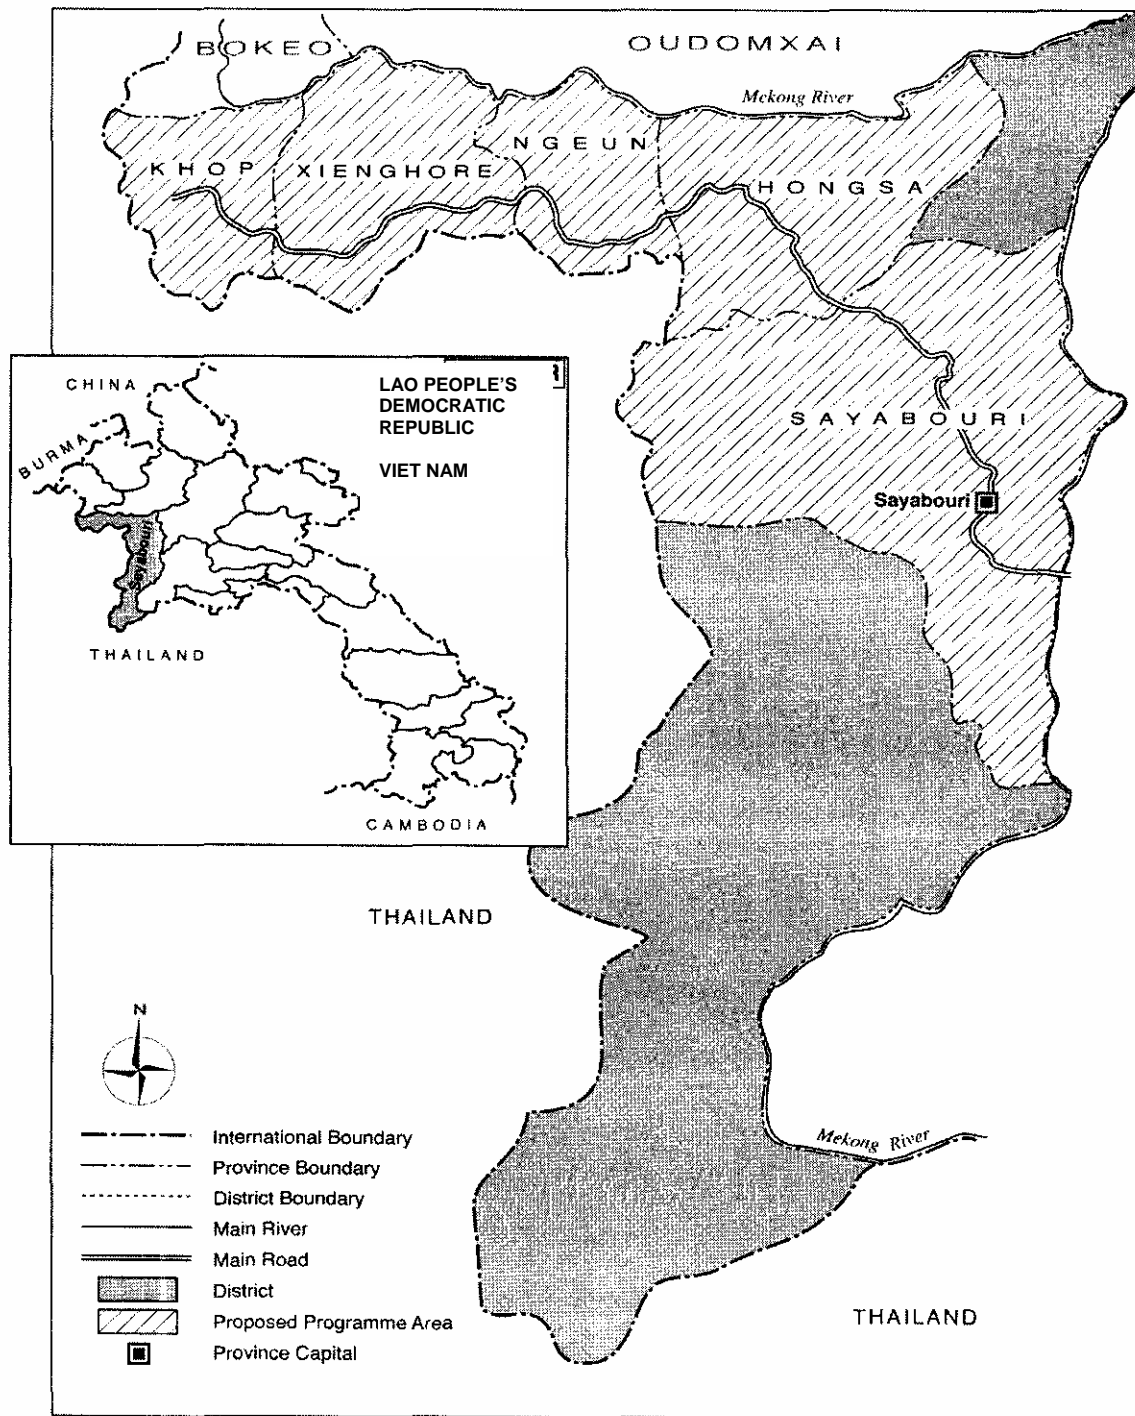 BOKEO
OUDOMXAI
Mekong River
NGEUN
KHOP
XIENGHORE
HONGSA
SAYABOURI
Sayabouri
CHINA
LAO PEOPLE'S
DEMOCRATIC
REPUBLIC
VIET NAM
BURMA
Sayabouri
THAILAND
CAMBODIA
THAILAND
N
Mekong River
International Boundary
Province Boundary
District Boundary
Main River
Main Road
District
Proposed Programme Area
Province Capital
THAILAND